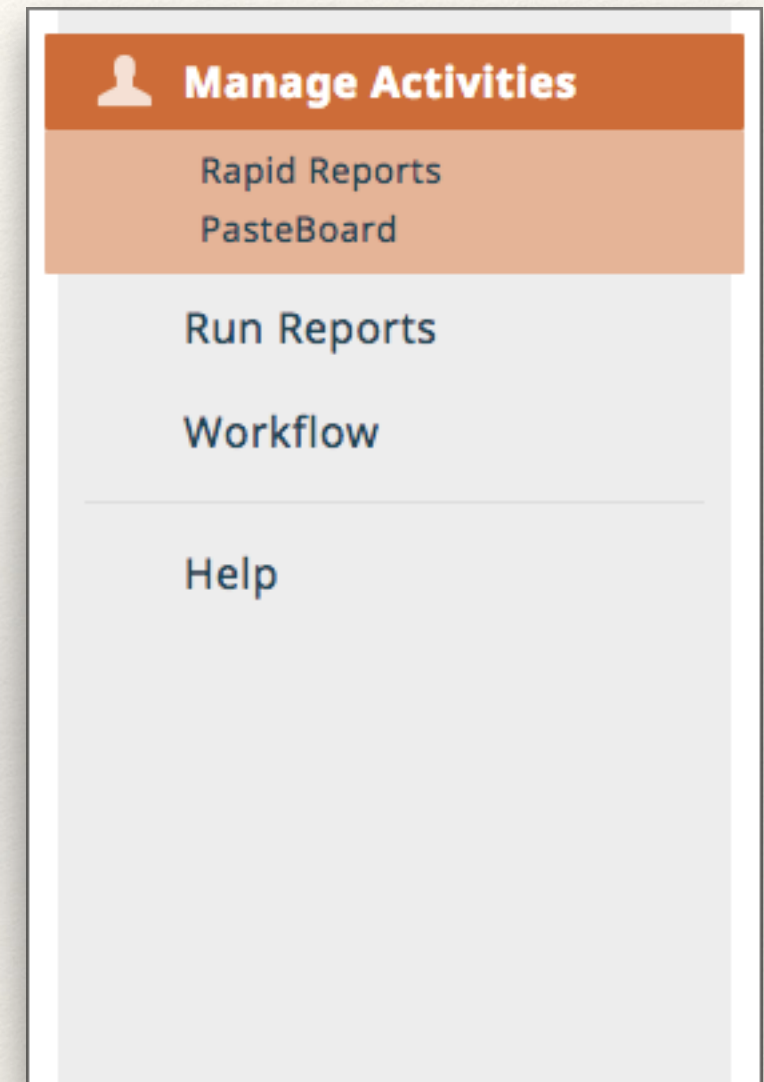 Manage Activities
Rapid Reports
PasteBoard
Run Reports
Workflow
Help